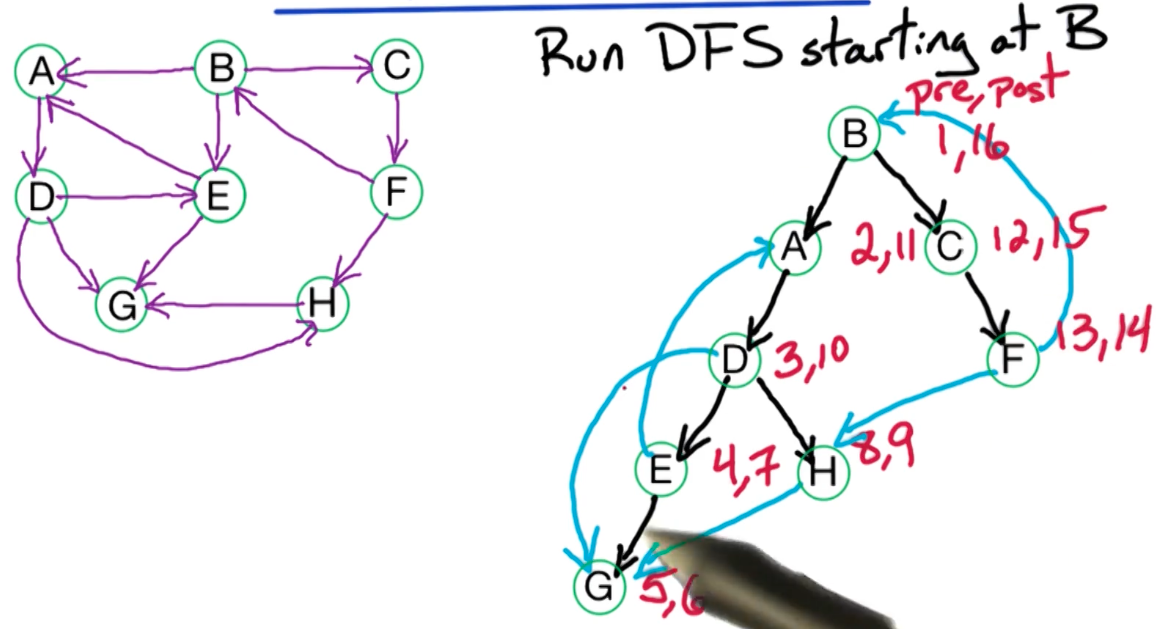 Run DFS starting at B
pre, post
A B C
D E F
G H
B 1,16
A 2,11 C 12,15
D 3,10 F 13,14
E 4,7 H 8,9
G 5,6